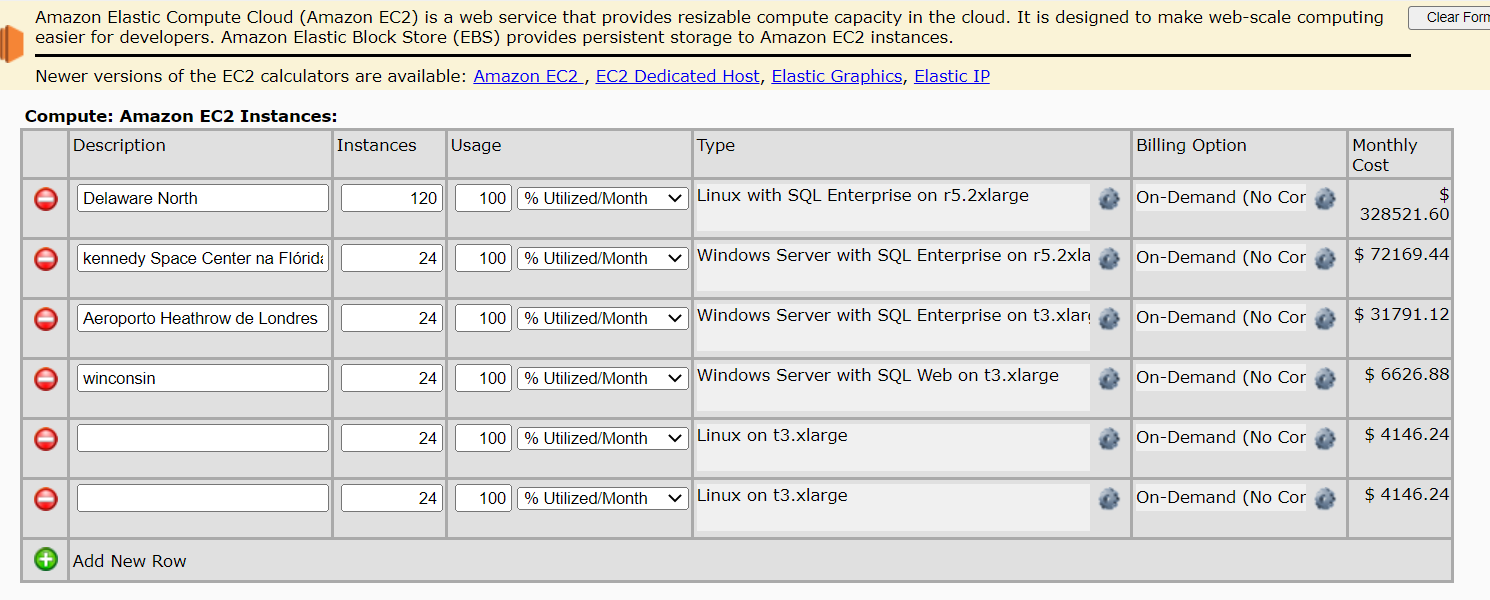 Amazon Elastic Compute Cloud (Amazon EC2) is a web service that provides resizable compute capacity in the cloud. It is designed to make web-scale computing
easier for developers. Amazon Elastic Block Store (EBS) provides persistent storage to Amazon EC2 instances.
Clear Form
Newer versions of the EC2 calculators are available: Amazon EC2 , EC2 Dedicated Host, Elastic Graphics, Elastic IP
Compute: Amazon EC2 Instances:
Description Instances Usage Type Billing Option Monthly
Cost
Delaware North 120 100 % Utilized/Month Linux with SQL Enterprise on r5.2xlarge On-Demand (No Cor $
328521.60
kennedy Space Center na Flórida 24 100 % Utilized/Month Windows Server with SQL Enterprise on r5.2xla On-Demand (No Cor $ 72169.44
Aeroporto Heathrow de Londres 24 100 % Utilized/Month Windows Server with SQL Enterprise on t3.xlar On-Demand (No Cor $ 31791.12
winconsin 24 100 % Utilized/Month Windows Server with SQL Web on t3.xlarge On-Demand (No Cor $ 6626.88
24 100 % Utilized/Month Linux on t3.xlarge On-Demand (No Cor $ 4146.24
24 100 % Utilized/Month Linux on t3.xlarge On-Demand (No Cor $ 4146.24
Add New Row